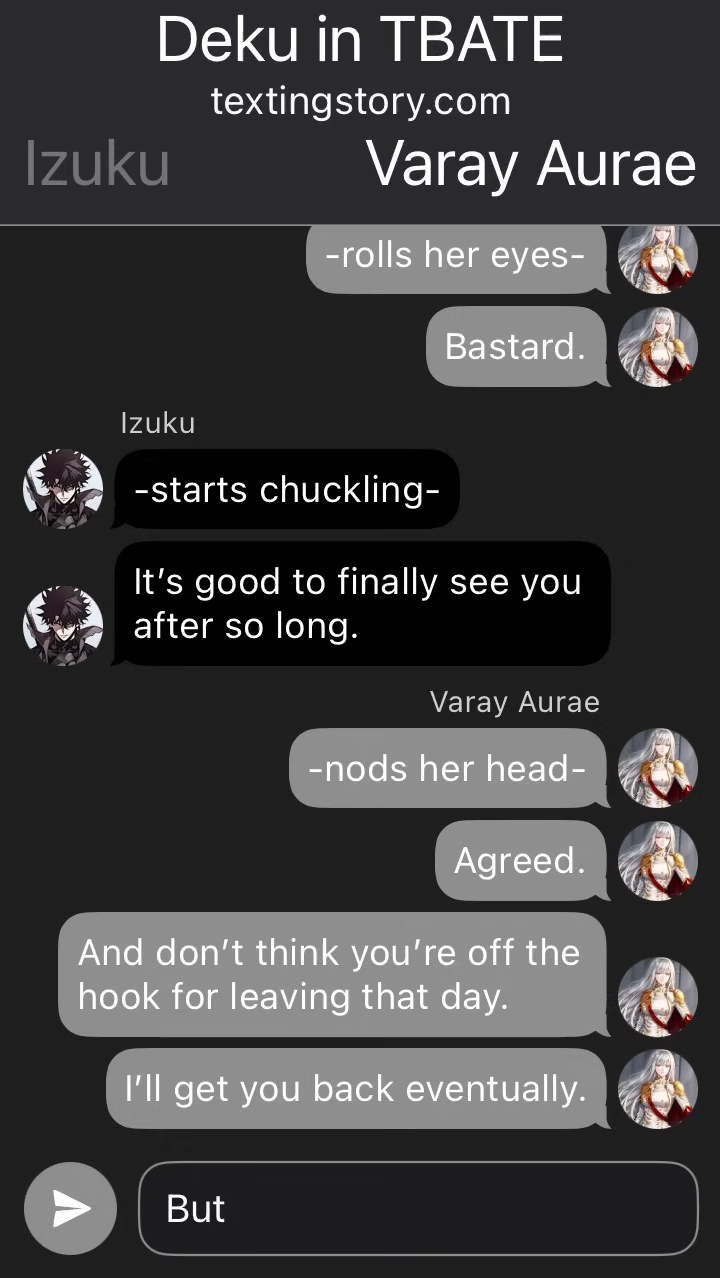 Deku in TBATE
textingstory.com
Izuku
Varay Aurae
-rolls her eyes-
Bastard.
Izuku
-starts chuckling-
It’s good to finally see you
after so long.
Varay Aurae
-nods her head-
Agreed.
And don’t think you’re off the
hook for leaving that day.
I’ll get you back eventually.
But